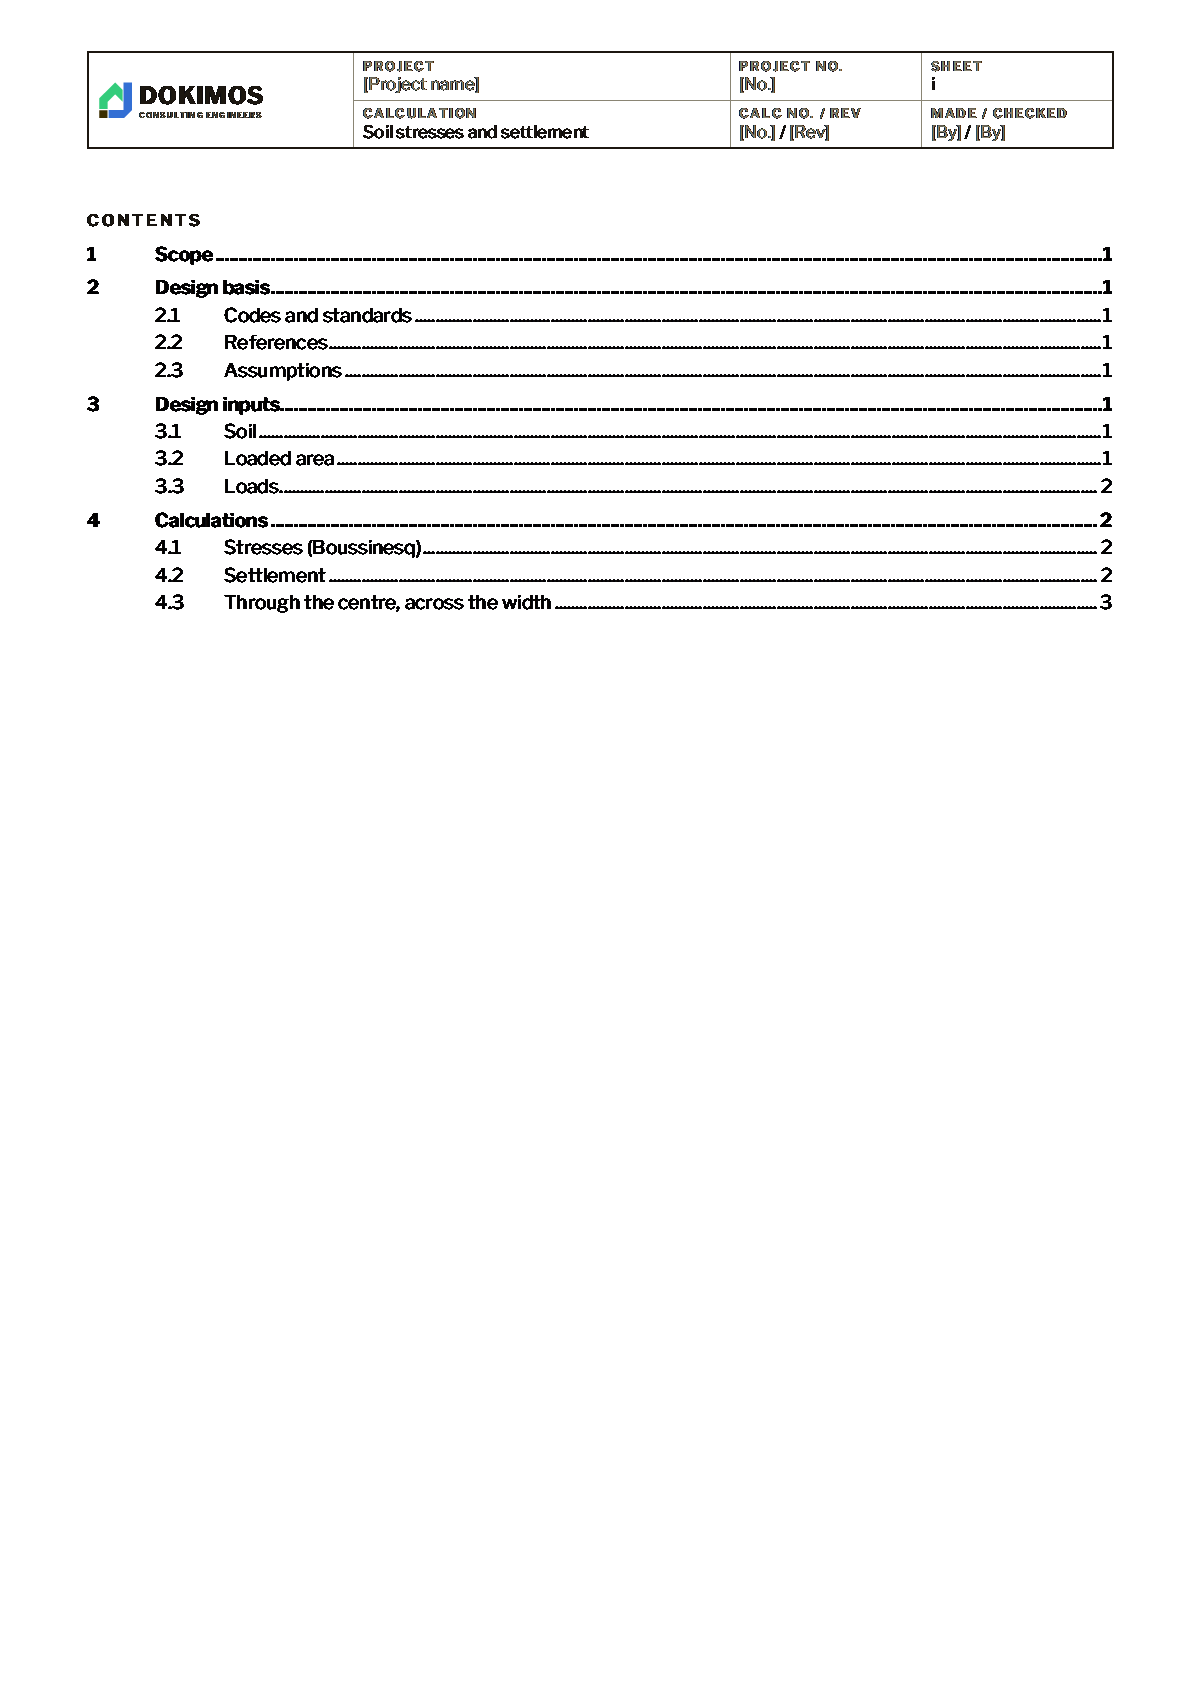 DOKIMOS
CONSULTING ENGINEERS
PROJECT
[Project name]
PROJECT NO.
[No.]
SHEET
i
CALCULATION
Soil stresses and settlement
CALC NO. / REV
[No.] / [Rev]
MADE / CHECKED
[By] / [By]
CONTENTS
1 Scope 1
2 Design basis 1
2.1 Codes and standards 1
2.2 References 1
2.3 Assumptions 1
3 Design inputs 1
3.1 Soil 1
3.2 Loaded area 1
3.3 Loads 2
4 Calculations 2
4.1 Stresses (Boussinesq) 2
4.2 Settlement 2
4.3 Through the centre, across the width 3